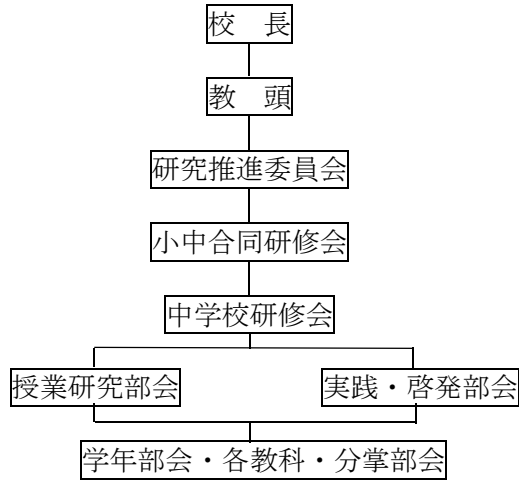 校　長
教　頭
研究推進委員会
小中合同研修会
中学校研修会
授業研究部会
実践・啓発部会
学年部会・各教科・分掌部会